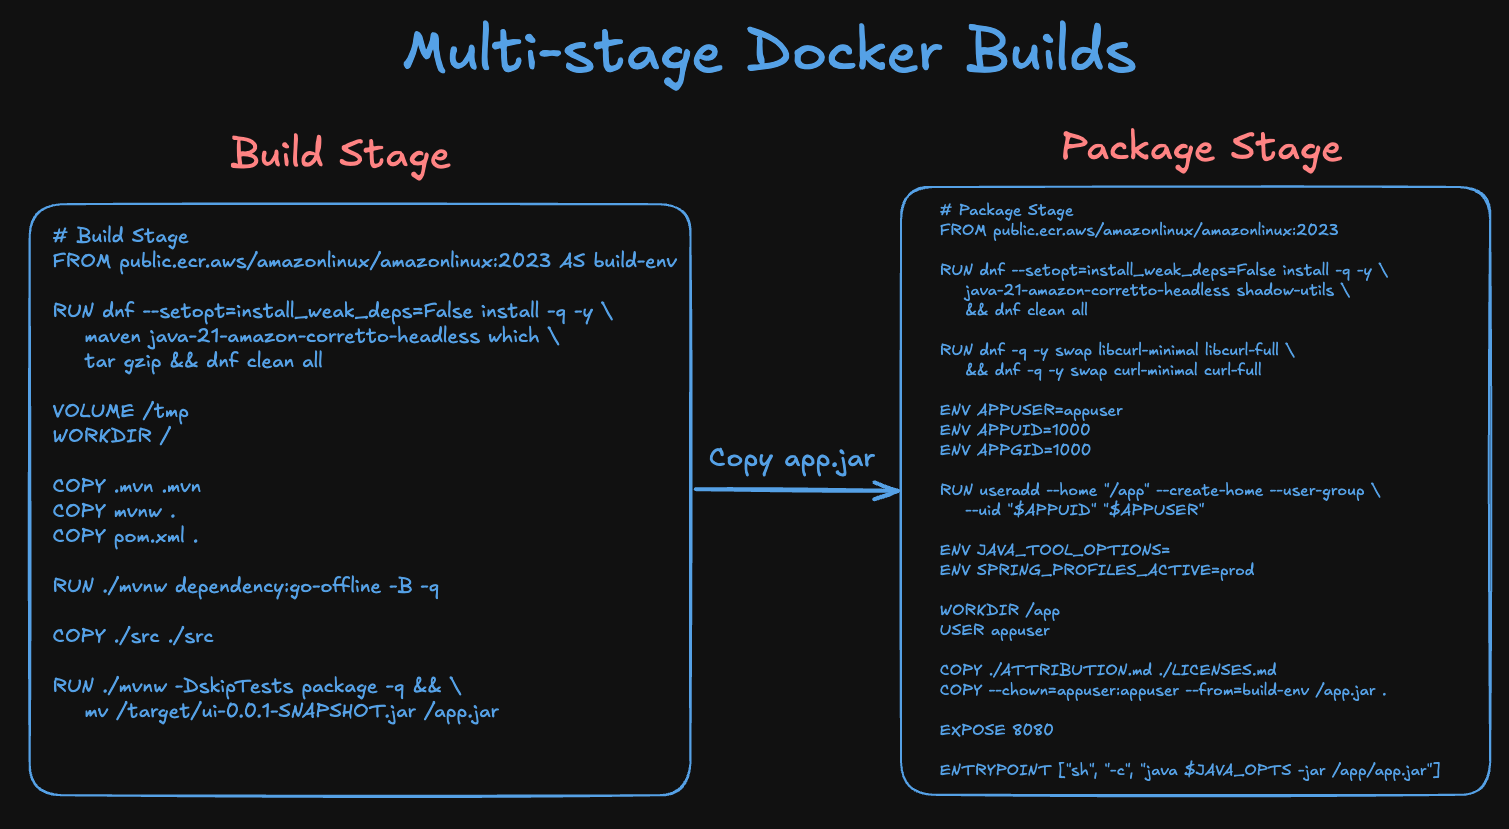 Multi-stage Docker Builds
Build Stage
# Build Stage
FROM public.ecr.aws/amazonlinux/amazonlinux:2023 AS build-env
RUN dnf --setopt=install_weak_deps=False install -q -y \
maven java-21-amazon-corretto-headless which \
tar gzip && dnf clean all
VOLUME /tmp
WORKDIR /
COPY .mvn .mvn
COPY mvnw .
COPY pom.xml .
RUN ./mvnw dependency:go-offline -B -q
COPY ./src ./src
RUN ./mvnw -DskipTests package -q && \
mv /target/ui-0.0.1-SNAPSHOT.jar /app.jar
Copy app.jar
Package Stage
# Package Stage
FROM public.ecr.aws/amazonlinux/amazonlinux:2023
RUN dnf --setopt=install_weak_deps=False install -q -y \
java-21-amazon-corretto-headless shadow-utils \
&& dnf clean all
RUN dnf -q -y swap libcurl-minimal libcurl-full \
&& dnf -q -y swap curl-minimal curl-full
ENV APPUSER=appuser
ENV APPUID=1000
ENV APPGID=1000
RUN useradd --home "/app" --create-home --user-group \
--uid "$APPUID" "$APPUSER"
ENV JAVA_TOOL_OPTIONS=
ENV SPRING_PROFILES_ACTIVE=prod
WORKDIR /app
USER appuser
COPY ./ATTRIBUTION.md ./LICENSES.md
COPY --chown=appuser:appuser --from=build-env /app.jar .
EXPOSE 8080
ENTRYPOINT ["sh", "-c", "java $JAVA_OPTS -jar /app/app.jar"]